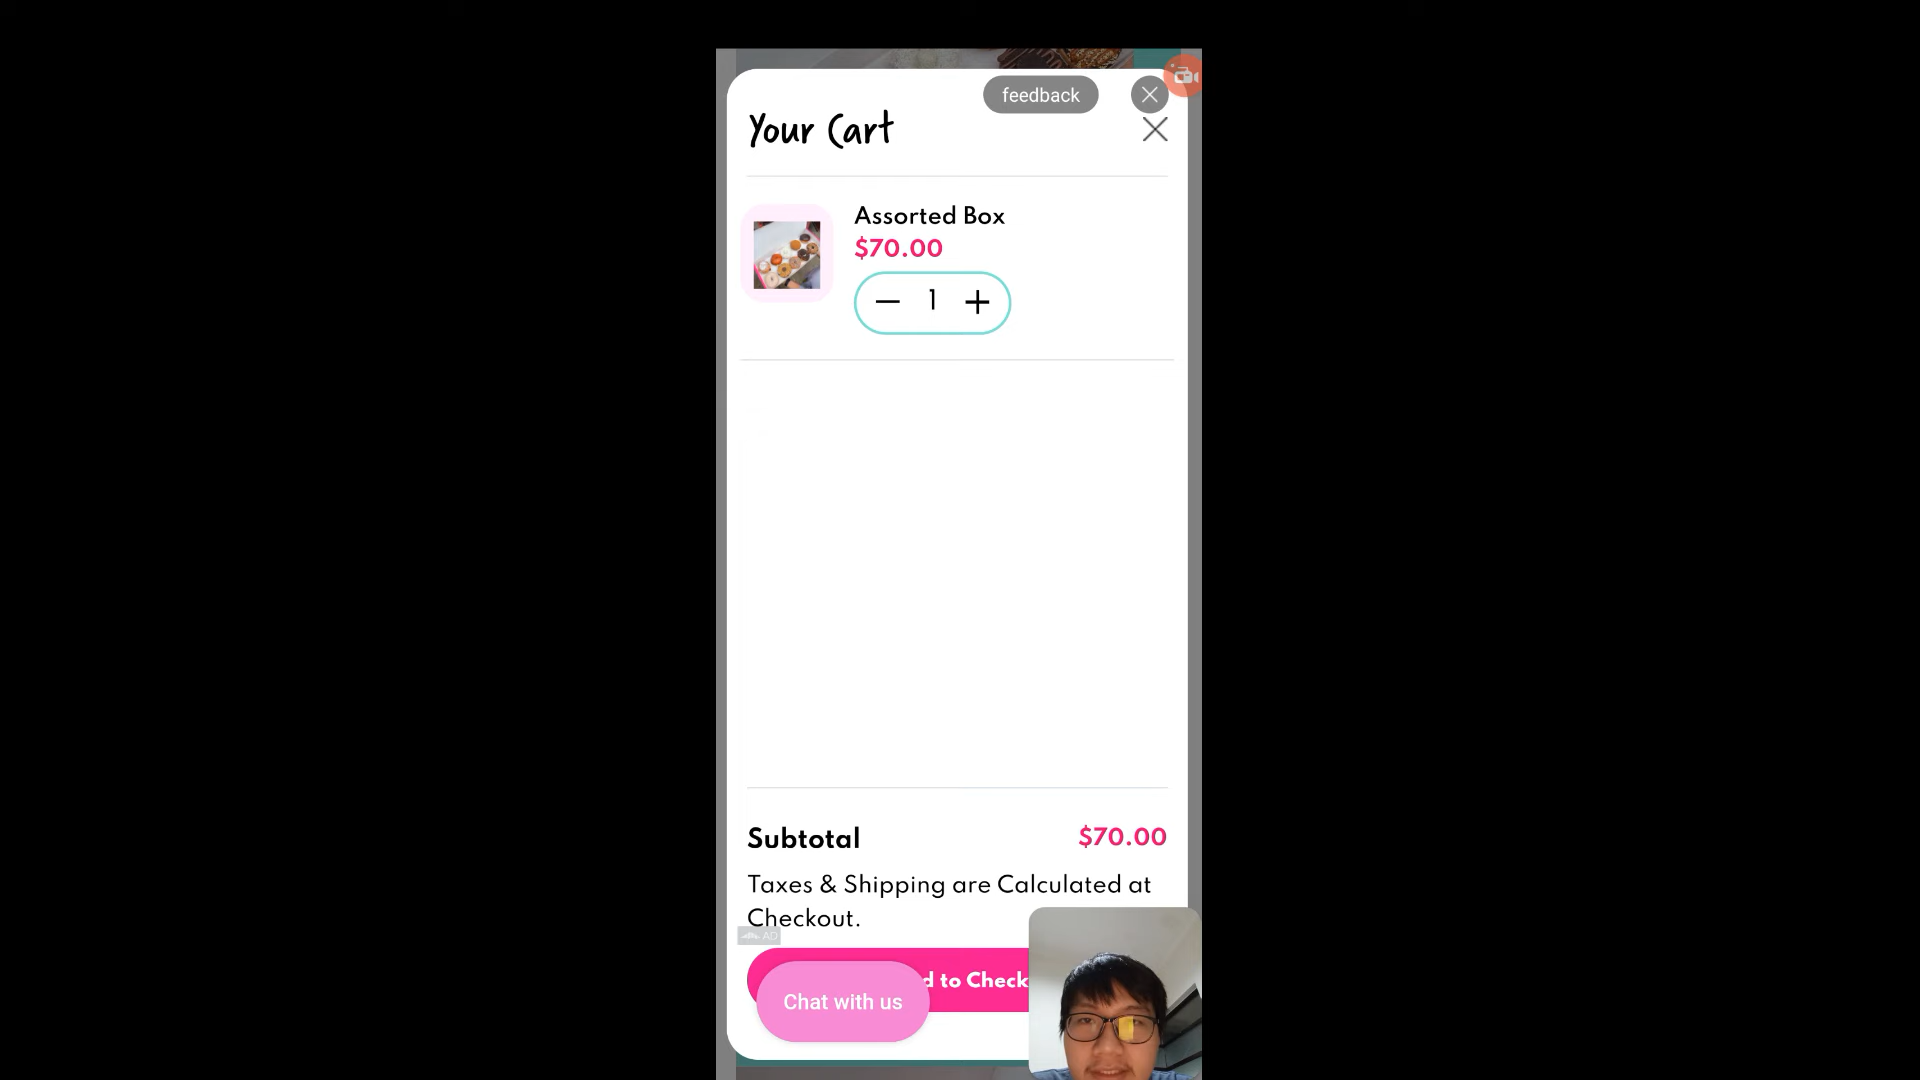 feedback
Your Cart
Assorted Box
$70.00
1
Subtotal
$70.00
Taxes & Shipping are Calculated at
Checkout.
AD
d to Check
Chat with us